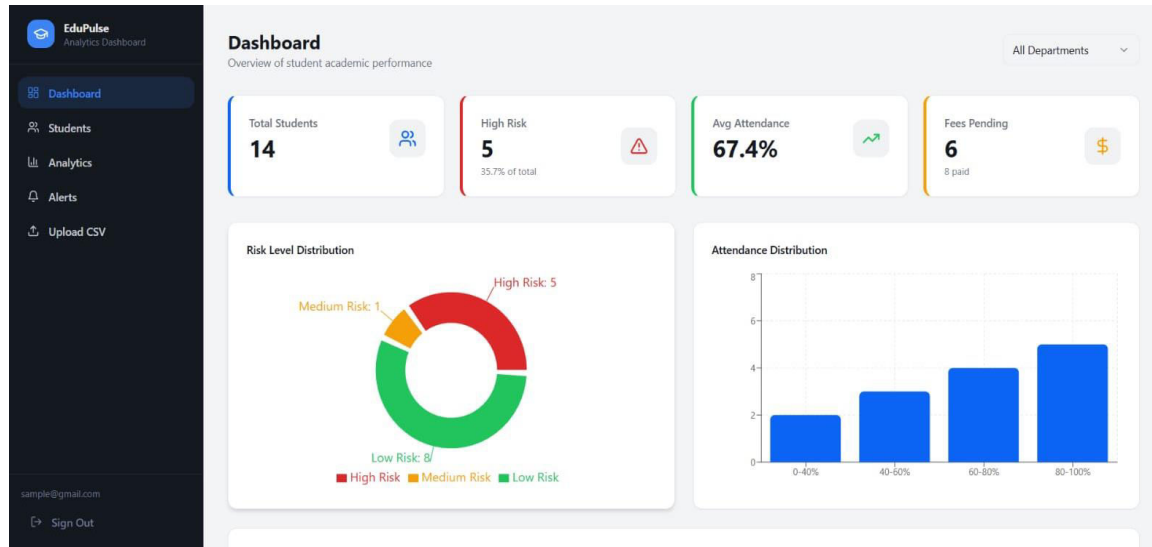 EduPulse
Analytics Dashboard
Dashboard
Students
Analytics
Alerts
Upload CSV
sample@gmail.com
Sign Out
Dashboard
Overview of student academic performance
All Departments
Total Students
14
High Risk
5
35.7% of total
Avg Attendance
67.4%
Fees Pending
6
8 paid
Risk Level Distribution
High Risk: 5
Medium Risk: 1
Low Risk: 8
High Risk Medium Risk Low Risk
Attendance Distribution
8
6
4
2
0
0-40% 40-60% 60-80% 80-100%